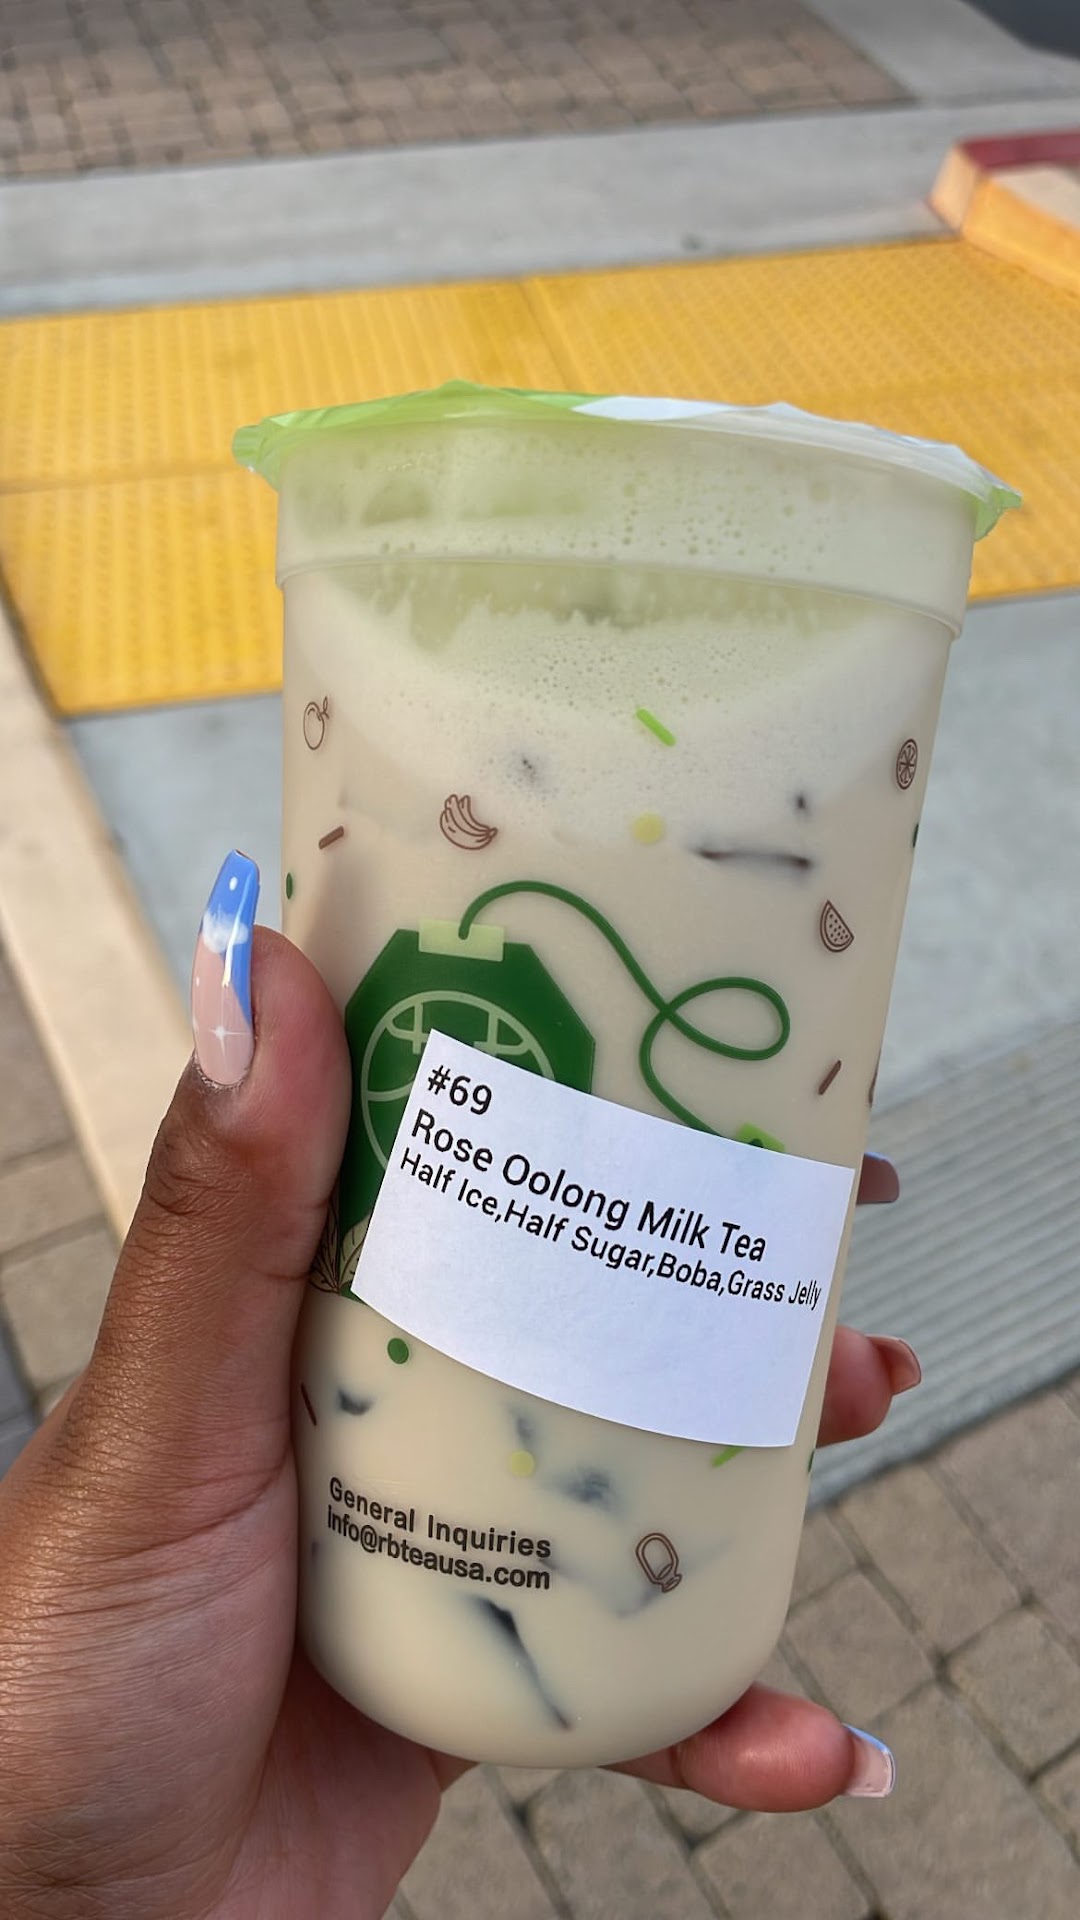 #69
Rose Oolong Milk Tea
Half Ice,Half Sugar,Boba,Grass Jelly
General Inquiries
info@rbteausa.com